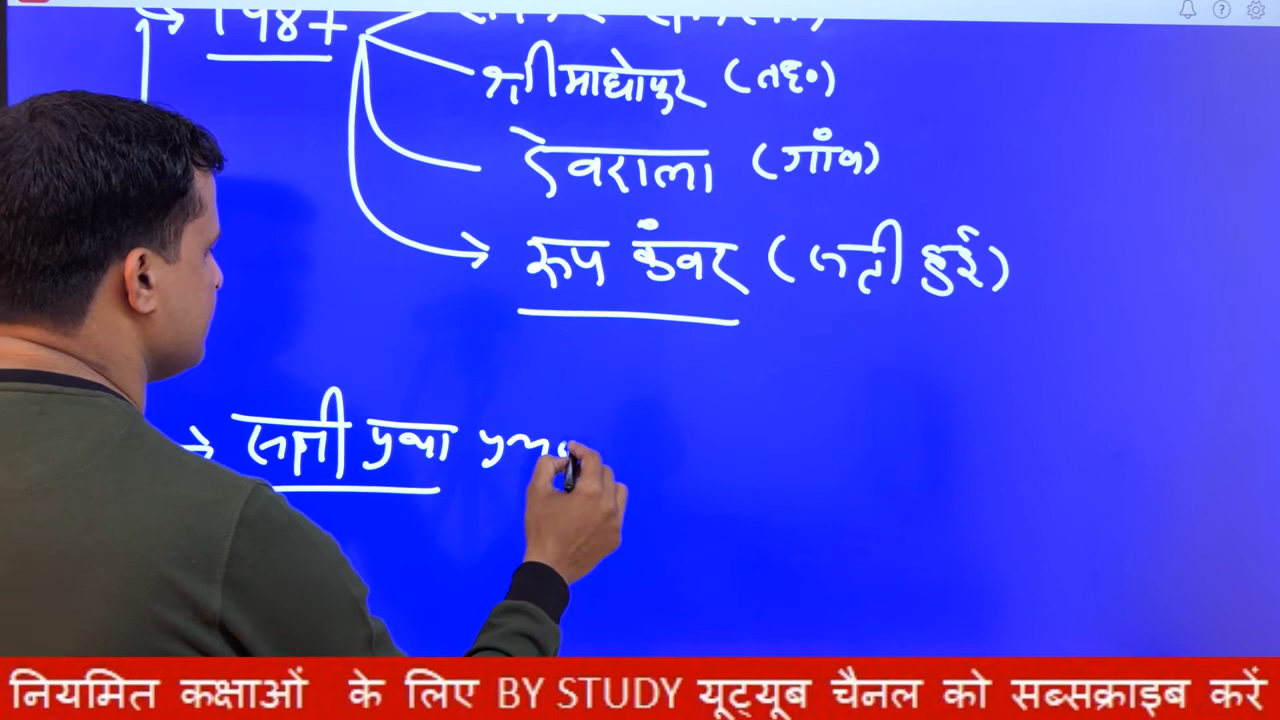 → 1987
श्रीमाधोपुर (तह०)
देवराला (गाँव)
रूप कंवर (सती हुई)
→ सती प्रथा
नियमित कक्षाओं के लिए BY STUDY यूट्यूब चैनल को सब्सक्राइब करें